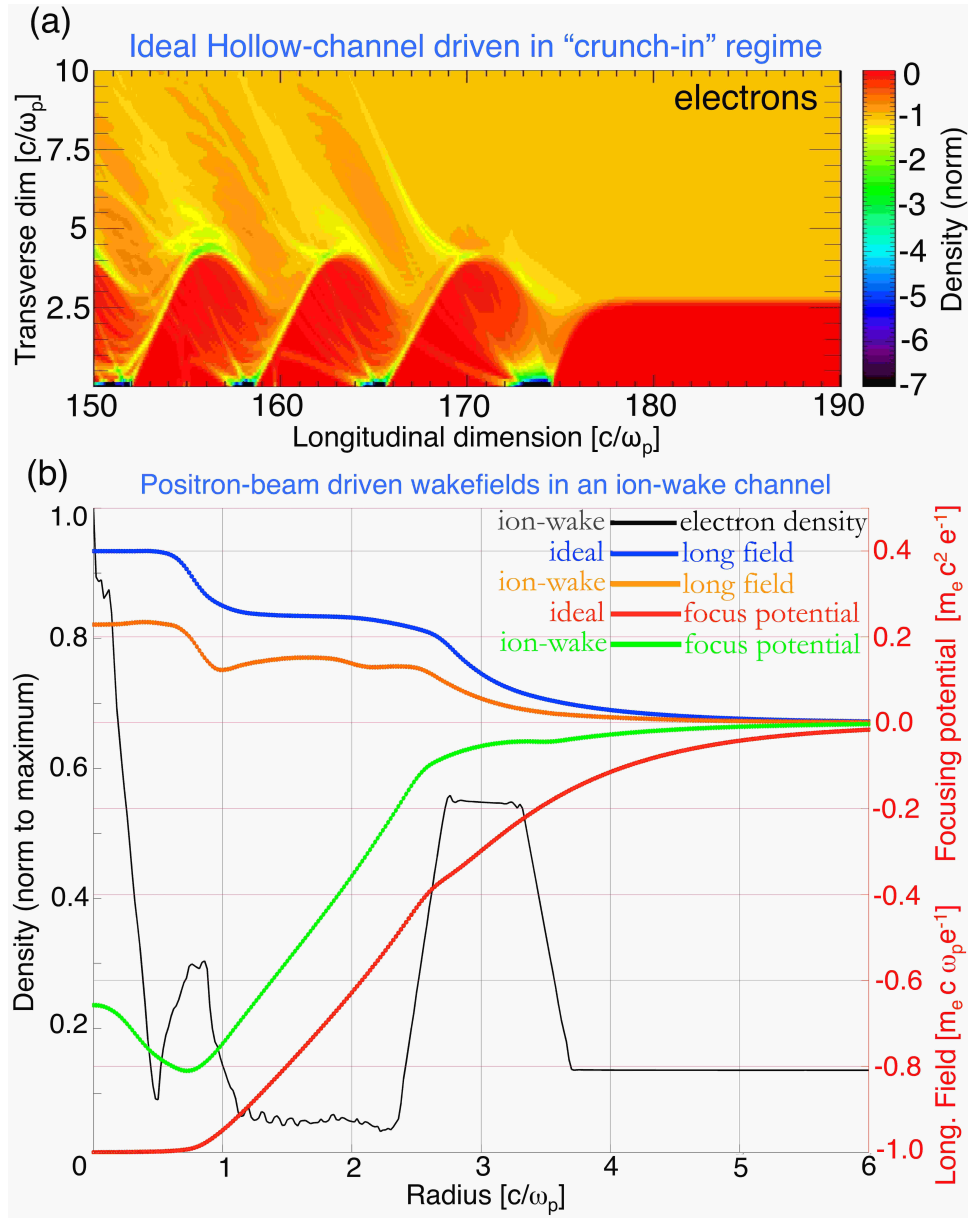 (a)
Ideal Hollow-channel driven in “crunch-in” regime
electrons
Transverse dim [c/ωp]
10
7.5
5
2.5
150
160
170
180
190
Longitudinal dimension [c/ωp]
0
-1
-2
-3
-4
-5
-6
-7
Density (norm)
(b)
Positron-beam driven wakefields in an ion-wake channel
ion-wake electron density
ideal long field
ion-wake long field
ideal focus potential
ion-wake focus potential
Density (norm to maximum)
1.0
0.8
0.6
0.4
0.2
0
1
2
3
4
5
6
Radius [c/ωp]
0.4
0.2
0.0
-0.2
-0.4
-0.6
-0.8
-1.0
Focusing potential [me c2 e-1]
Long. Field [me c ωp e-1]